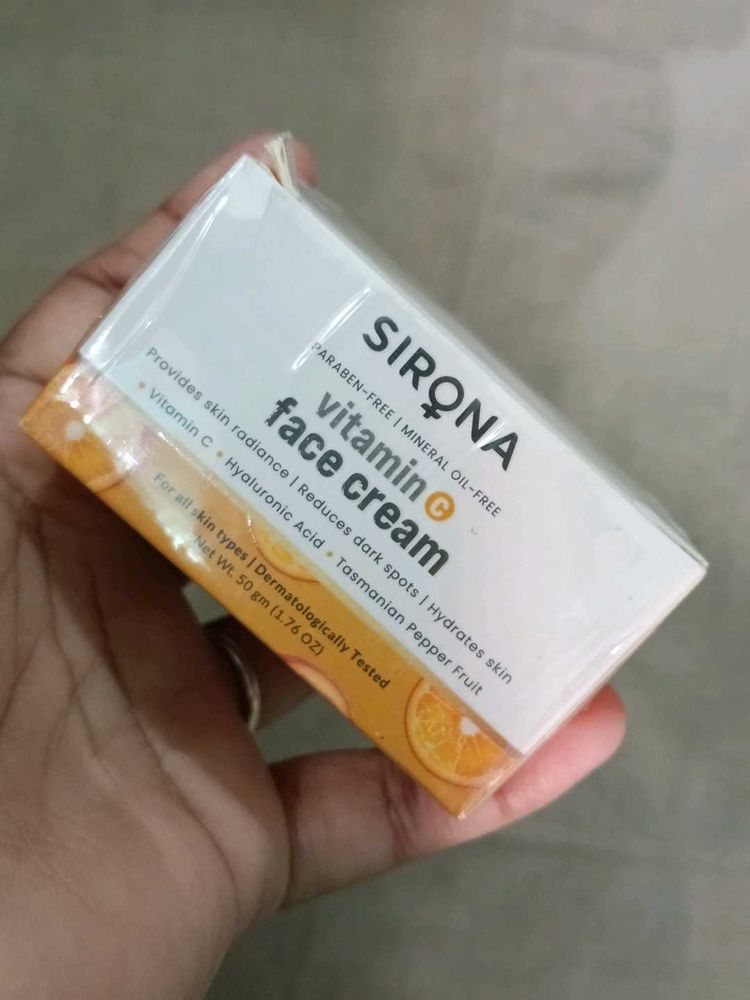 SIRONA
PARABEN-FREE | MINERAL OIL-FREE
vitamin C
face cream
Provides skin radiance | Reduces dark spots | Hydrates skin
• Vitamin C • Hyaluronic Acid • Tasmanian Pepper Fruit
For all skin types | Dermatologically Tested
Net Wt. 50 gm (1.76 OZ)